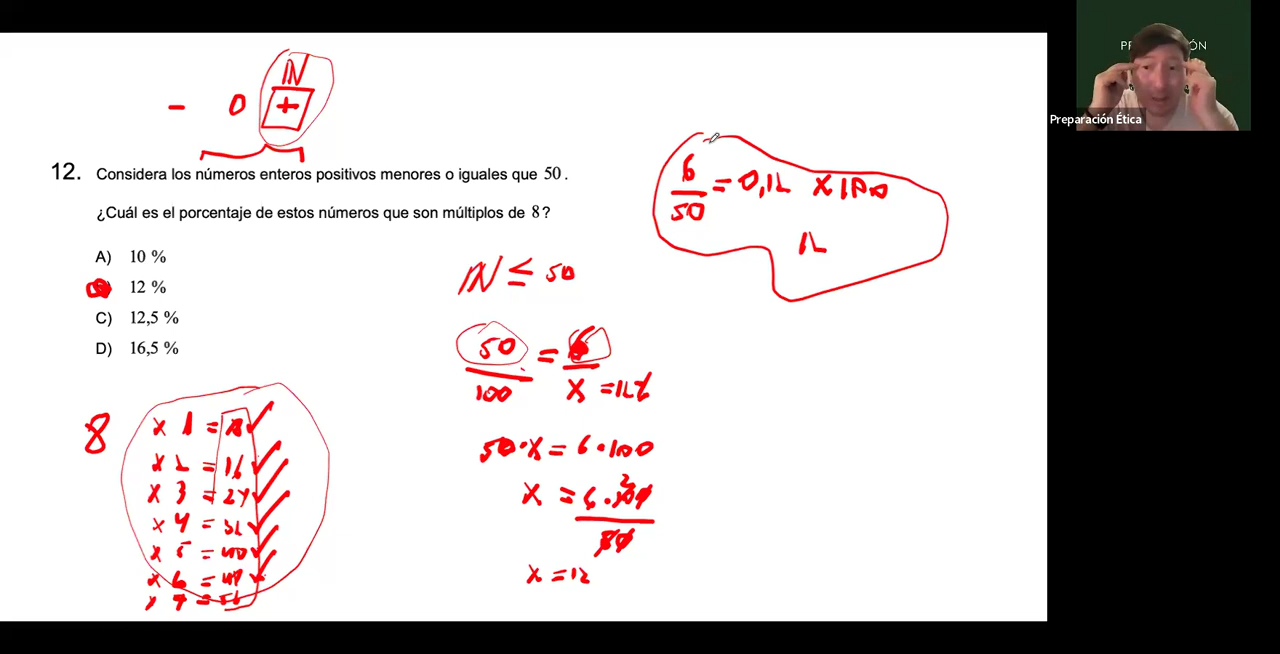 IN
- 0 +
12. Considera los números enteros positivos menores o iguales que 50.
¿Cuál es el porcentaje de estos números que son múltiplos de 8?
A) 10 %
12 %
C) 12,5 %
D) 16,5 %
8
x 1 = 8
x 2 = 16
x 3 = 24
x 4 = 32
x 5 = 40
x 6 = 48
x 7 = 56
IN ≤ 50
50/100 = 6/x = 12%
50·x = 6·100
x = 6·100/50
x = 12
6/50 = 0,12 x 100
12
Preparación Ética